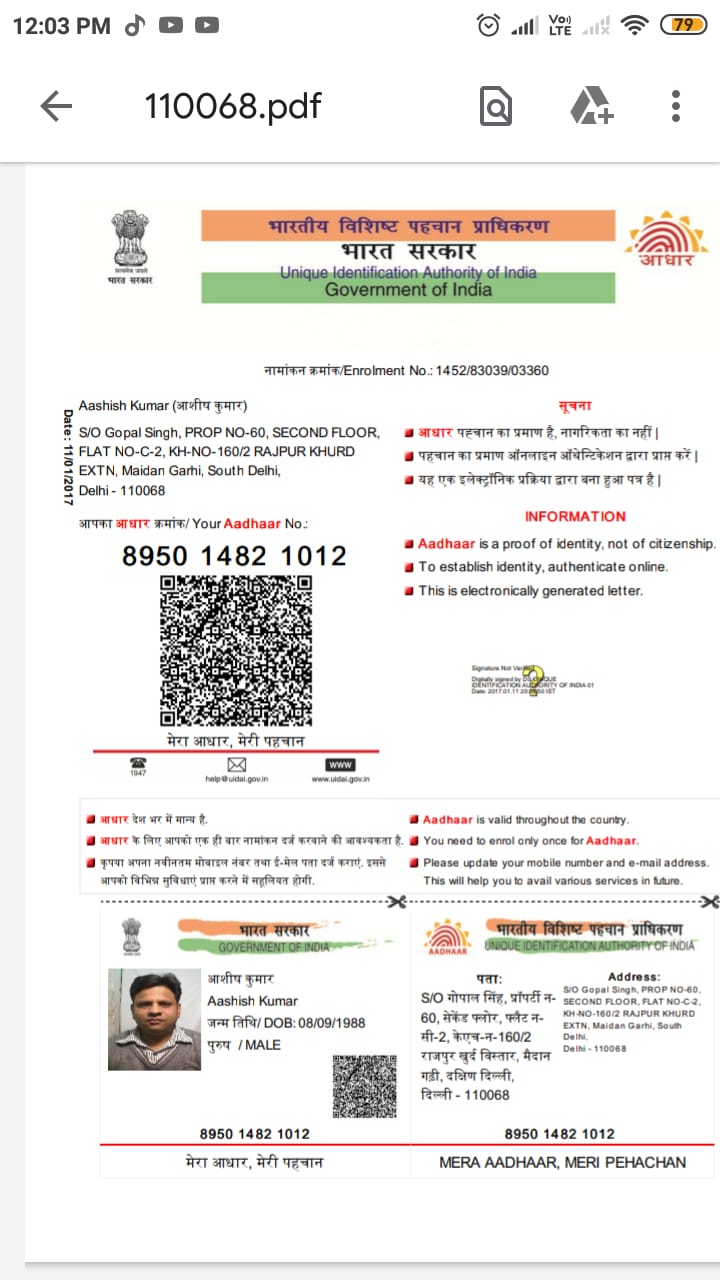 12:03 PM
Vo)) LTE
79
110068.pdf
सत्यमेव जयते
भारत सरकार
भारतीय विशिष्ट पहचान प्राधिकरण
भारत सरकार
Unique Identification Authority of India
Government of India
आधार
नामांकन क्रमांक/Enrolment No.: 1452/83039/03360
Date : 11/01/2017
Aashish Kumar (आशीष कुमार)
S/O Gopal Singh, PROP NO-60, SECOND FLOOR,
FLAT NO-C-2, KH-NO-160/2 RAJPUR KHURD
EXTN, Maidan Garhi, South Delhi,
Delhi - 110068
आपका आधार क्रमांक/ Your Aadhaar No.:
8950 1482 1012
मेरा आधार, मेरी पहचान
1947
help@uidai.gov.in
www
www.uidai.gov.in
सूचना
आधार पहचान का प्रमाण है, नागरिकता का नहीं |
पहचान का प्रमाण ऑनलाइन ऑथेन्टिकेशन द्वारा प्राप्त करें |
यह एक इलेक्ट्रॉनिक प्रक्रिया द्वारा बना हुआ पत्र है |
INFORMATION
Aadhaar is a proof of identity, not of citizenship.
To establish identity, authenticate online.
This is electronically generated letter.
Signature Not
Digitally signed by
IDENTIFICATION AUTHORITY OF INDIA 01
Date: 2017.01.11 IST
आधार देश भर में मान्य है.
आधार के लिए आपको एक ही बार नामांकन दर्ज करवाने की आवश्यकता है.
कृपया अपना नवीनतम मोबाइल नंबर तथा ई-मेल पता दर्ज कराएं. इससे
आपको विभिन्न सुविधाएं प्राप्त करने में सहूलियत होगी.
Aadhaar is valid throughout the country.
You need to enrol only once for Aadhaar.
Please update your mobile number and e-mail address.
This will help you to avail various services in future.
भारत सरकार
GOVERNMENT OF INDIA
आशीष कुमार
Aashish Kumar
जन्म तिथि/ DOB: 08/09/1988
पुरुष / MALE
8950 1482 1012
मेरा आधार, मेरी पहचान
AADHAAR
भारतीय विशिष्ट पहचान प्राधिकरण
UNIQUE IDENTIFICATION AUTHORITY OF INDIA
पता:
S/O गोपाल सिंह, प्रॉपर्टी न-
60, सेकेंड फ्लोर, फ्लैट न-
सी-2, केएच-न-160/2
राजपुर खुर्द विस्तार, मैदान
गढ़ी, दक्षिण दिल्ली,
दिल्ली - 110068
Address:
S/O Gopal Singh, PROP NO-60,
SECOND FLOOR, FLAT NO-C-2,
KH-NO-160/2 RAJPUR KHURD
EXTN, Maidan Garhi, South
Delhi,
Delhi - 110068
8950 1482 1012
MERA AADHAAR, MERI PEHACHAN